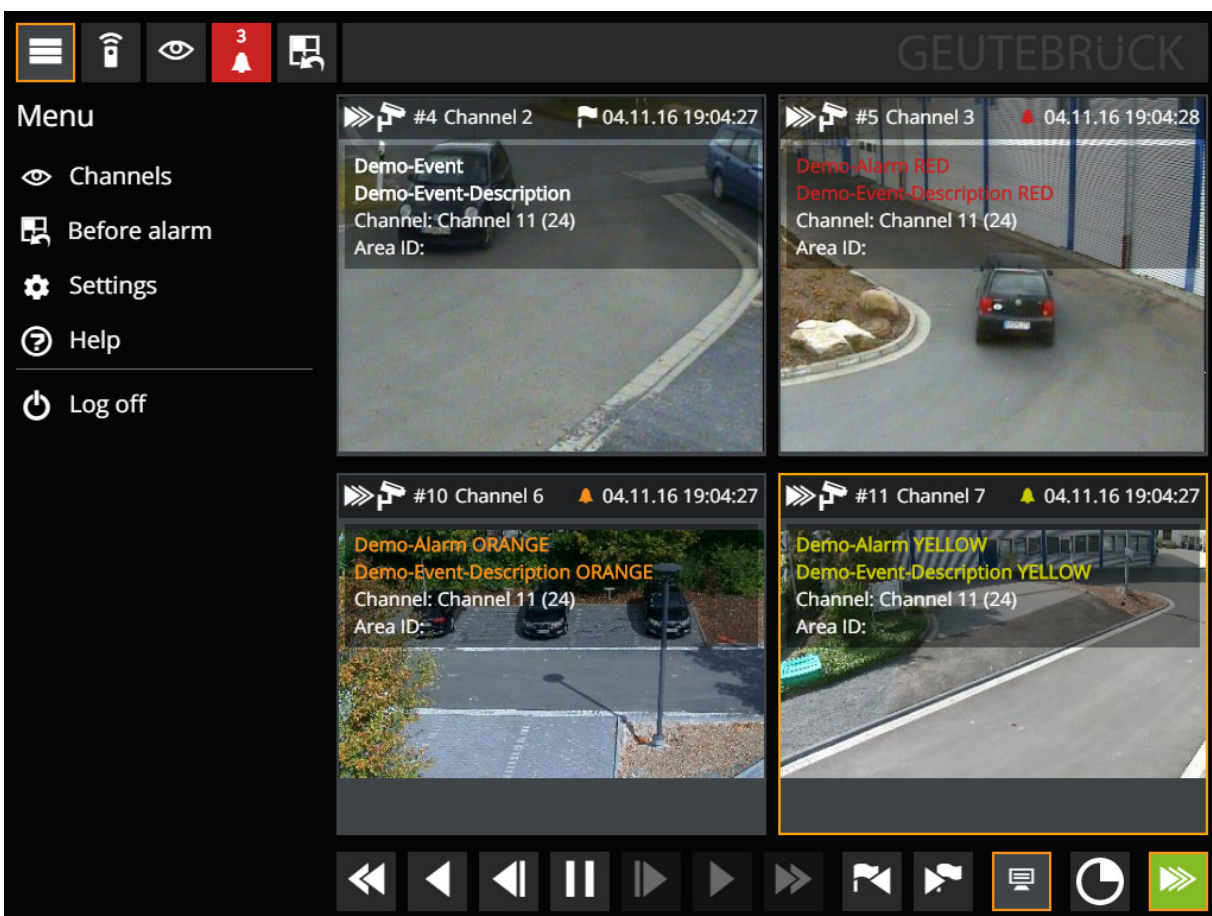 3
GEUTEBRÜCK
Menu
Channels
Before alarm
Settings
Help
Log off
#4 Channel 2 04.11.16 19:04:27
Demo-Event
Demo-Event-Description
Channel: Channel 11 (24)
Area ID:
#5 Channel 3 04.11.16 19:04:28
Demo-Alarm RED
Demo-Event-Description RED
Channel: Channel 11 (24)
Area ID:
#10 Channel 6 04.11.16 19:04:27
Demo-Alarm ORANGE
Demo-Event-Description ORANGE
Channel: Channel 11 (24)
Area ID:
#11 Channel 7 04.11.16 19:04:27
Demo-Alarm YELLOW
Demo-Event-Description YELLOW
Channel: Channel 11 (24)
Area ID: